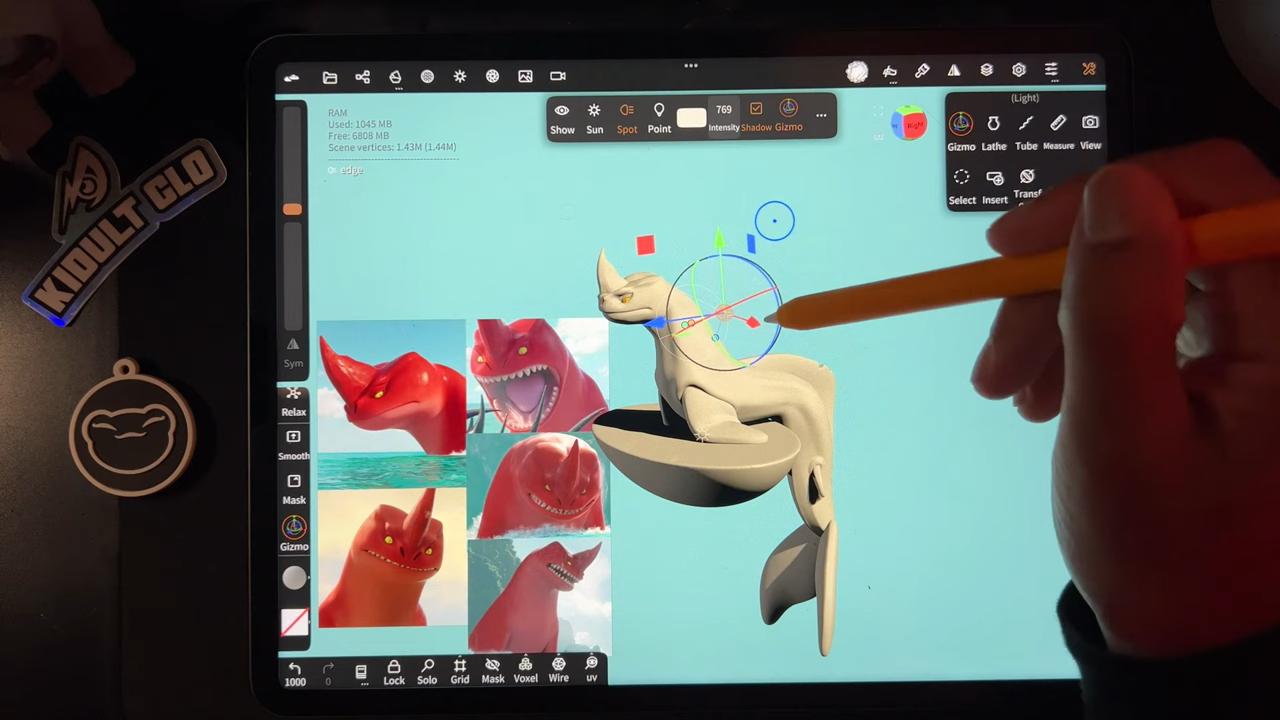 KIDULT CLO
RAM
Used: 1045 MB
Free: 6808 MB
Scene vertices: 1.43M (1.44M)
edge
Show
Sun
Spot
Point
769
Intensity
Shadow
Gizmo
Right
(Light)
Gizmo
Lathe
Tube
Measure
View
Select
Insert
Transf
Sym
Relax
Smooth
Mask
Gizmo
1000
0
Lock
Solo
Grid
Mask
Voxel
Wire
uv